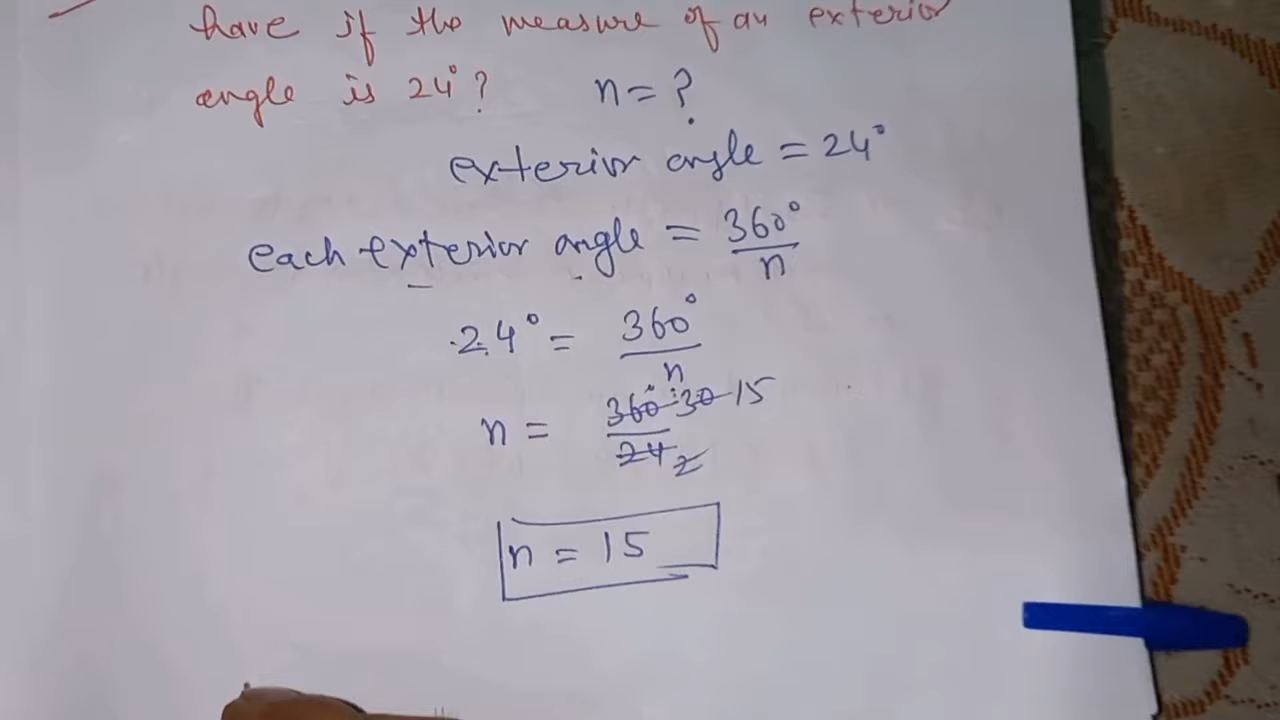 have if the measure of an exterior
angle is 24°? n = ?
exterior angle = 24°
each exterior angle = 360°/n
24° = 360°/n
n = 360° 30 15/24 2
n = 15